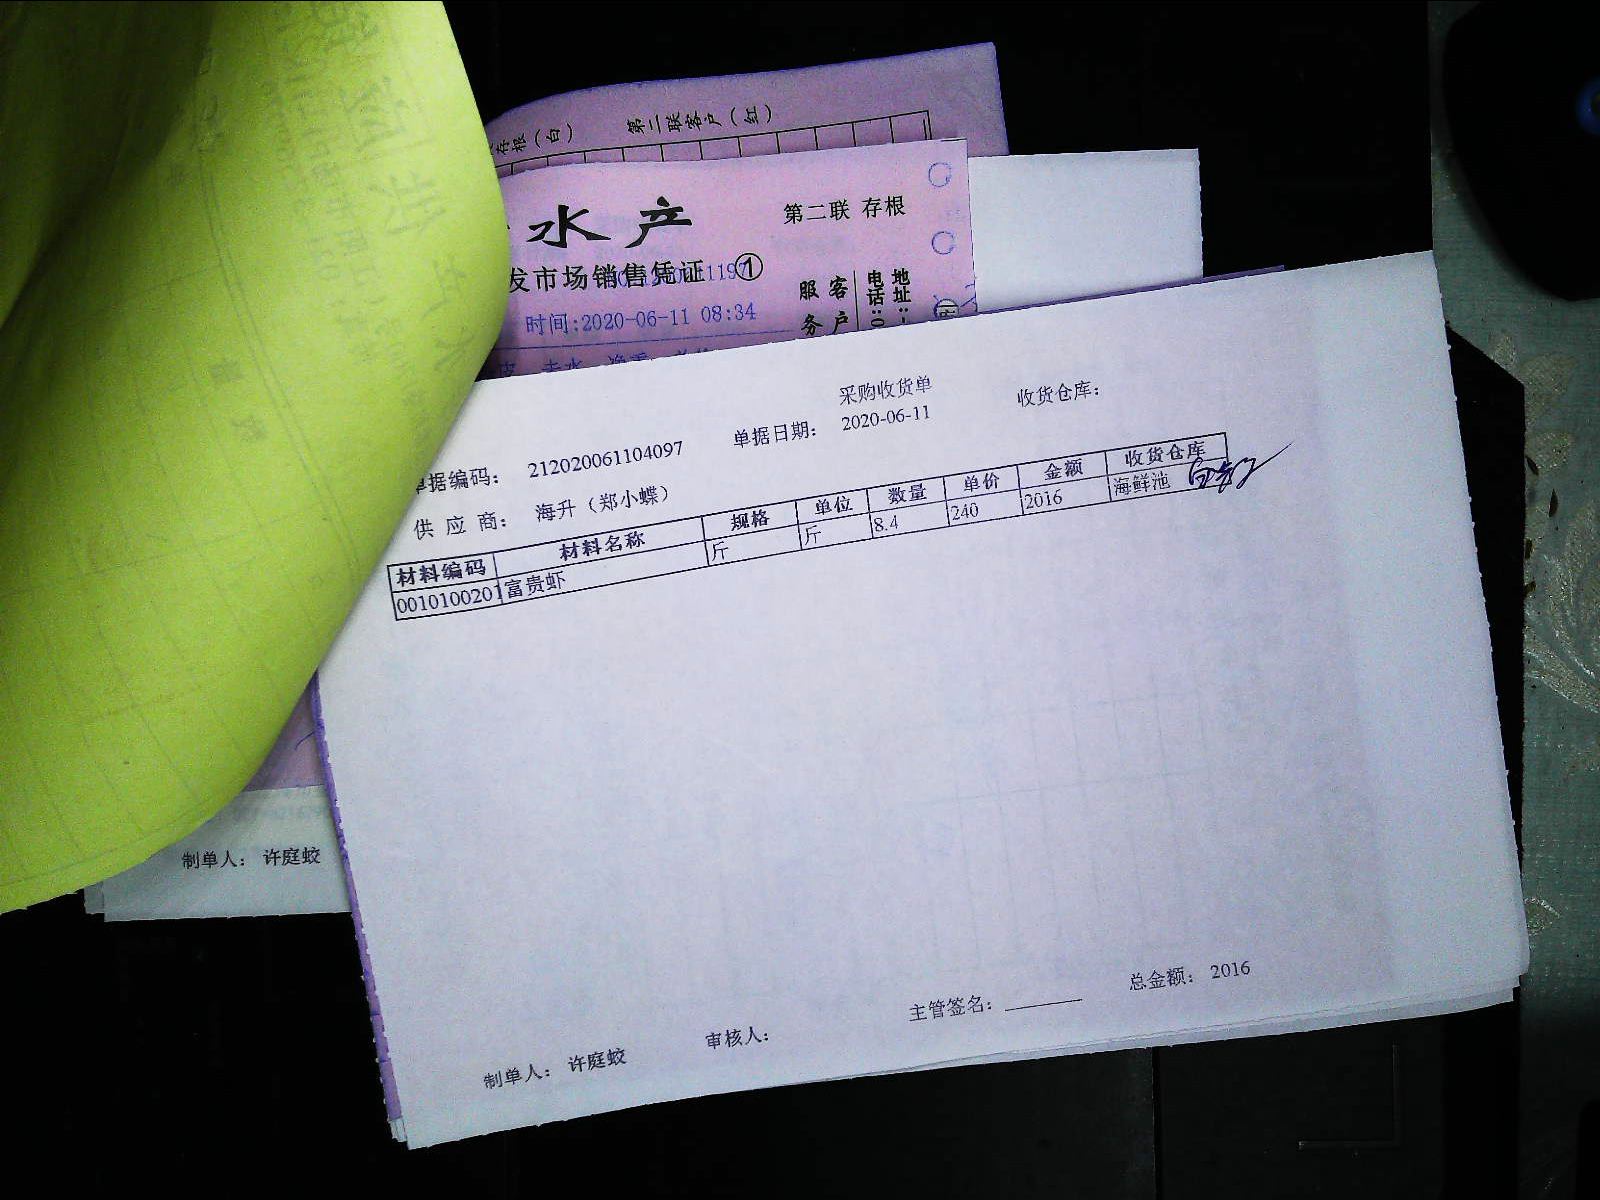 存根（白） 第二联客户（红）
水产 第二联 存根
发市场销售凭证 ①
时间:2020-06-11 08:34
服务 客户 电话 地址
采购收货单
据编码： 212020061104097 单据日期： 2020-06-11 收货仓库：
供应商： 海升（郑小蝶）
材料编码 材料名称 规格 单位 数量 单价 金额 收货仓库
0010100201 富贵虾 斤 斤 8.4 240 2016 海鲜池
制单人： 许庭蛟
总金额： 2016
制单人： 许庭蛟 审核人： 主管签名：